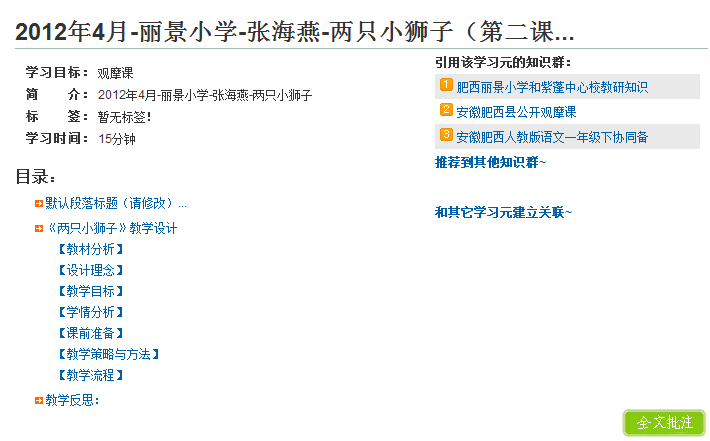 2012年4月-丽景小学-张海燕-两只小狮子（第二课...
学习目标： 观摩课
简　　介： 2012年4月-丽景小学-张海燕-两只小狮子
标　　签： 暂无标签！
学习时间： 15分钟
引用该学习元的知识群：
1 肥西丽景小学和紫蓬中心校教研知识
2 安徽肥西县公开观摩课
3 安徽肥西人教版语文一年级下协同备
推荐到其他知识群~
和其它学习元建立关联~
目录：
默认段落标题（请修改）...
《两只小狮子》教学设计
【教材分析】
【设计理念】
【教学目标】
【学情分析】
【课前准备】
【教学策略与方法】
【教学流程】
教学反思：
全文批注